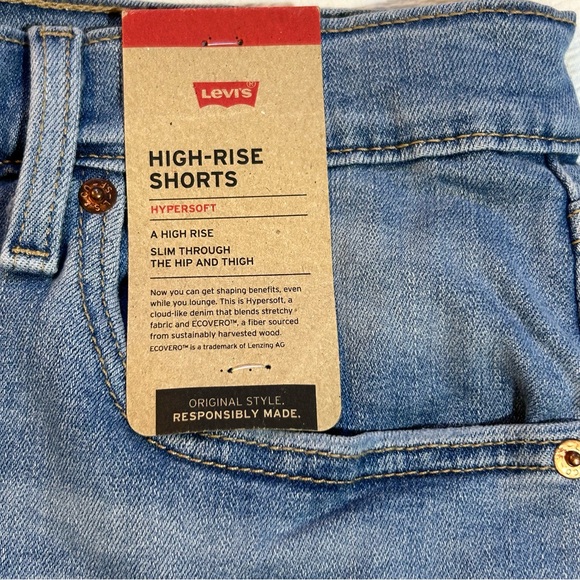 LEVI'S
HIGH-RISE
SHORTS
HYPERSOFT
A HIGH RISE
SLIM THROUGH
THE HIP AND THIGH
Now you can get shaping benefits, even
while you lounge. This is Hypersoft, a
cloud-like denim that blends stretchy
fabric and ECOVERO™, a fiber sourced
from sustainably harvested wood.
ECOVERO™ is a trademark of Lenzing AG
ORIGINAL STYLE,
RESPONSIBLY MADE.